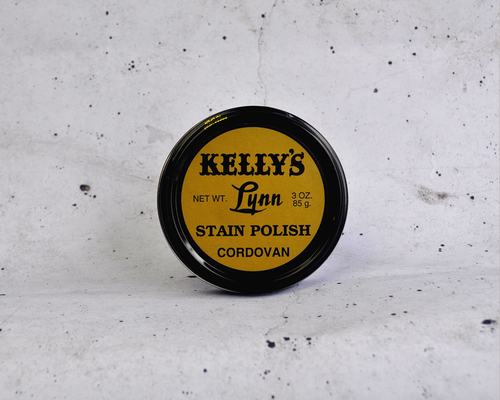 KELLY'S
NET WT. Lynn 3 OZ.
85 g.
STAIN POLISH
CORDOVAN